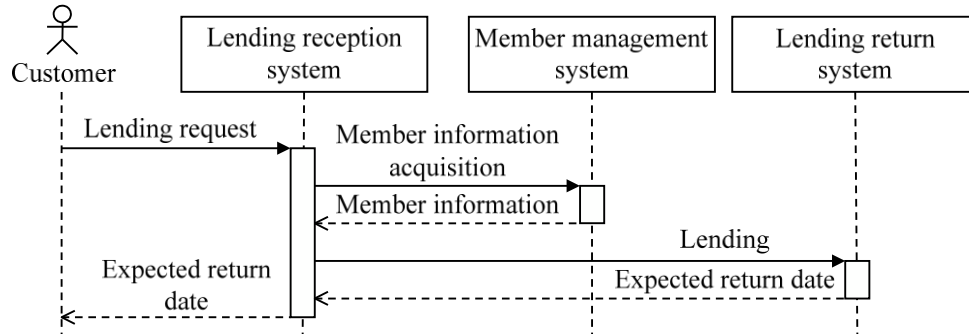 Customer
Lending reception
system
Member management
system
Lending return
system
Lending request
Member information
acquisition
Member information
Lending
Expected return date
Expected return
date